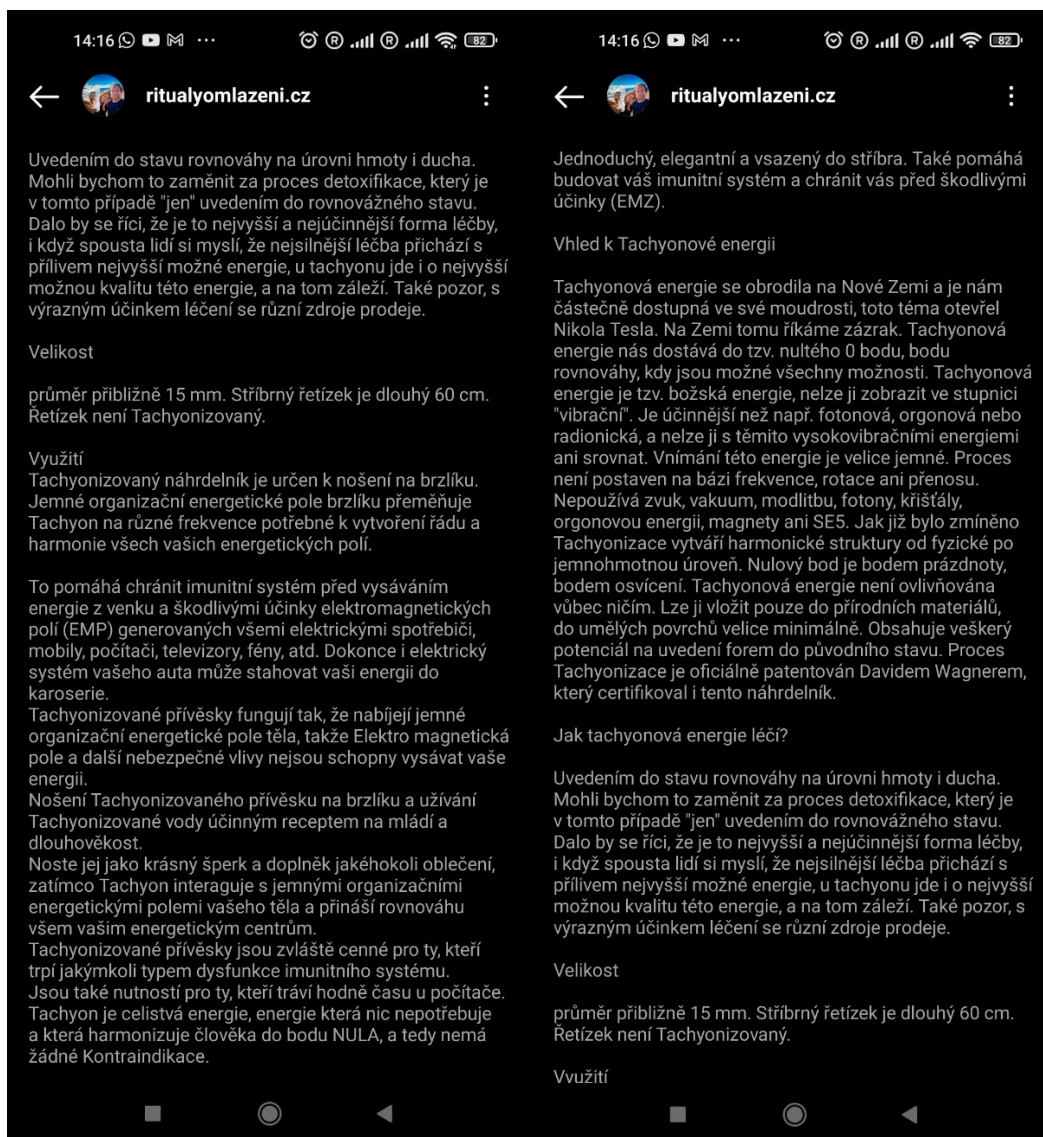 14:16
82
ritualyomlazeni.cz
Uvedením do stavu rovnováhy na úrovni hmoty i ducha.
Mohli bychom to zaměnit za proces detoxifikace, který je
v tomto případě "jen" uvedením do rovnovážného stavu.
Dalo by se říci, že je to nejvyšší a nejúčinnější forma léčby,
i když spousta lidí si myslí, že nejsilnější léčba přichází s
přílivem nejvyšší možné energie, u tachyonu jde i o nejvyšší
možnou kvalitu této energie, a na tom záleží. Také pozor, s
výrazným účinkem léčení se různí zdroje prodeje.
Velikost
průměr přibližně 15 mm. Stříbrný řetízek je dlouhý 60 cm.
Řetízek není Tachyonizovaný.
Využití
Tachyonizovaný náhrdelník je určen k nošení na brzlíku.
Jemné organizační energetické pole brzlíku přeměňuje
Tachyon na různé frekvence potřebné k vytvoření řádu a
harmonie všech vašich energetických polí.
To pomáhá chránit imunitní systém před vysáváním
energie z venku a škodlivými účinky elektromagnetických
polí (EMP) generovaných všemi elektrickými spotřebiči,
mobily, počítači, televizory, fény, atd. Dokonce i elektrický
systém vašeho auta může stahovat vaši energii do
karoserie.
Tachyonizované přívěsky fungují tak, že nabíjejí jemné
organizační energetické pole těla, takže Elektro magnetická
pole a další nebezpečné vlivy nejsou schopny vysávat vaše
energii.
Nošení Tachyonizovaného přívěsku na brzlíku a užívání
Tachyonizované vody účinným receptem na mládí a
dlouhověkost.
Noste jej jako krásný šperk a doplněk jakéhokoli oblečení,
zatímco Tachyon interaguje s jemnými organizačními
energetickými polemi vašeho těla a přináší rovnováhu
všem vašim energetickým centrům.
Tachyonizované přívěsky jsou zvláště cenné pro ty, kteří
trpí jakýmkoli typem dysfunkce imunitního systému.
Jsou také nutností pro ty, kteří tráví hodně času u počítače.
Tachyon je celistvá energie, energie která nic nepotřebuje
a která harmonizuje člověka do bodu NULA, a tedy nemá
žádné Kontraindikace.
14:16
82
ritualyomlazeni.cz
Jednoduchý, elegantní a vsazený do stříbra. Také pomáhá
budovat váš imunitní systém a chránit vás před škodlivými
účinky (EMZ).
Vhled k Tachyonové energii
Tachyonová energie se obrodila na Nové Zemi a je nám
částečně dostupná ve své moudrosti, toto téma otevřel
Nikola Tesla. Na Zemi tomu říkáme zázrak. Tachyonová
energie nás dostává do tzv. nultého 0 bodu, bodu
rovnováhy, kdy jsou možné všechny možnosti. Tachyonová
energie je tzv. božská energie, nelze ji zobrazit ve stupnici
"vibrační". Je účinnější než např. fotonová, orgonová nebo
radionická, a nelze ji s těmito vysokovibračními energiemi
ani srovnat. Vnímání této energie je velice jemné. Proces
není postaven na bázi frekvence, rotace ani přenosu.
Nepoužívá zvuk, vakuum, modlitbu, fotony, křišťály,
orgonovou energii, magnety ani SE5. Jak již bylo zmíněno
Tachyonizace vytváří harmonické struktury od fyzické po
jemnohmotnou úroveň. Nulový bod je bodem prázdnoty,
bodem osvícení. Tachyonová energie není ovlivňována
vůbec ničím. Lze ji vložit pouze do přírodních materiálů,
do umělých povrchů velice minimálně. Obsahuje veškerý
potenciál na uvedení forem do původního stavu. Proces
Tachyonizace je oficiálně patentován Davidem Wagnerem,
který certifikoval i tento náhrdelník.
Jak tachyonová energie léčí?
Uvedením do stavu rovnováhy na úrovni hmoty i ducha.
Mohli bychom to zaměnit za proces detoxifikace, který je
v tomto případě "jen" uvedením do rovnovážného stavu.
Dalo by se říci, že je to nejvyšší a nejúčinnější forma léčby,
i když spousta lidí si myslí, že nejsilnější léčba přichází s
přílivem nejvyšší možné energie, u tachyonu jde i o nejvyšší
možnou kvalitu této energie, a na tom záleží. Také pozor, s
výrazným účinkem léčení se různí zdroje prodeje.
Velikost
průměr přibližně 15 mm. Stříbrný řetízek je dlouhý 60 cm.
Řetízek není Tachyonizovaný.
Využití